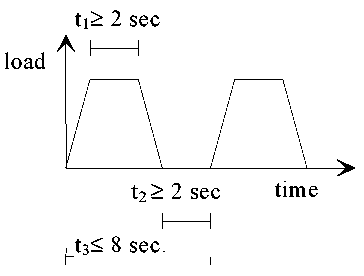 t₁≥ 2 sec
load
t₂≥ 2 sec
time
t₃≤ 8 sec.